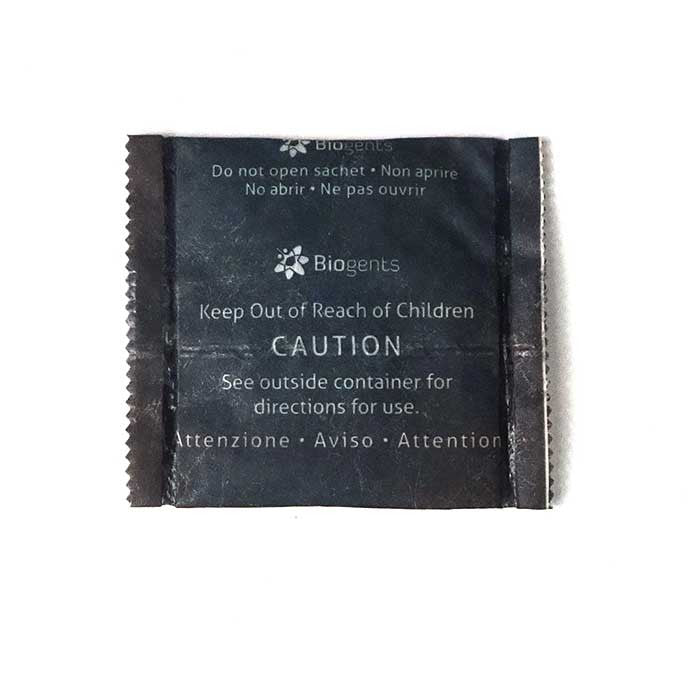 Biogents
Do not open sachet • Non aprire
No abrir • Ne pas ouvrir
Biogents
Keep Out of Reach of Children
CAUTION
See outside container for
directions for use.
Attenzione • Aviso • Attention